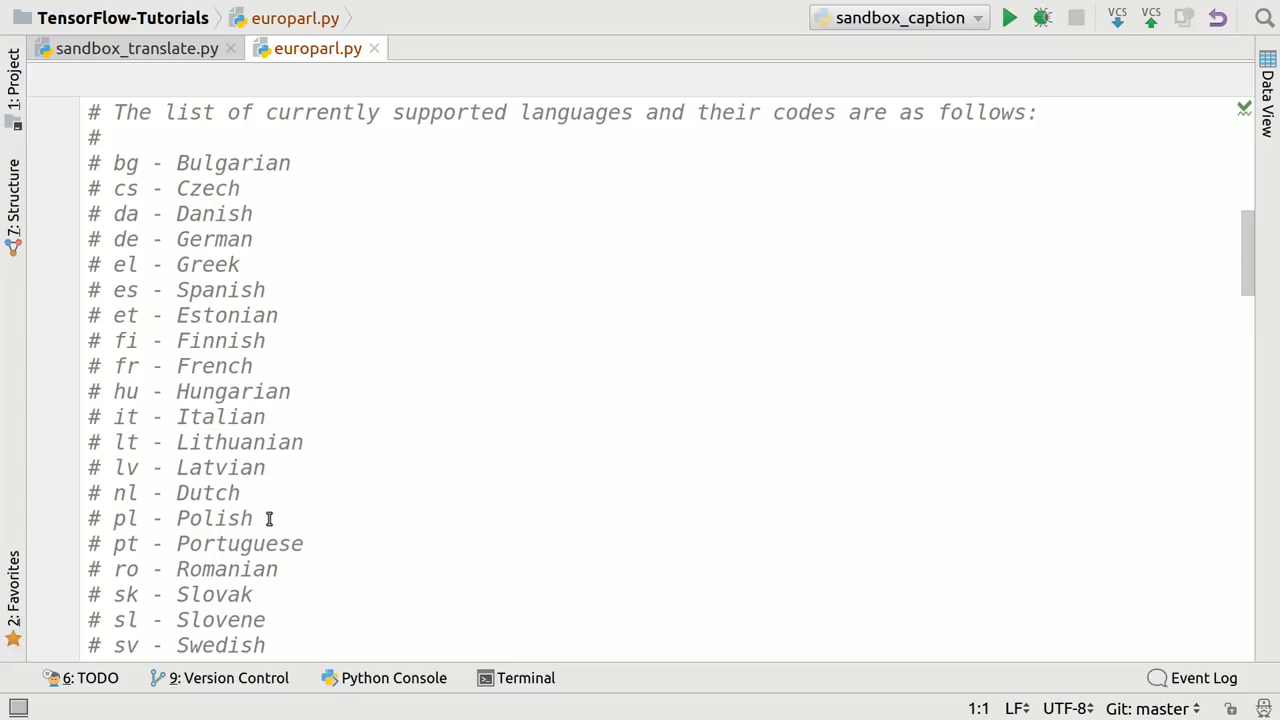 TensorFlow-Tutorials europarl.py sandbox_caption VCS VCS
sandbox_translate.py europarl.py
1: Project
7: Structure
2: Favorites
# The list of currently supported languages and their codes are as follows:
#
# bg - Bulgarian
# cs - Czech
# da - Danish
# de - German
# el - Greek
# es - Spanish
# et - Estonian
# fi - Finnish
# fr - French
# hu - Hungarian
# it - Italian
# lt - Lithuanian
# lv - Latvian
# nl - Dutch
# pl - Polish
# pt - Portuguese
# ro - Romanian
# sk - Slovak
# sl - Slovene
# sv - Swedish
Data View
6: TODO 9: Version Control Python Console Terminal Event Log
1:1 LF UTF-8 Git: master